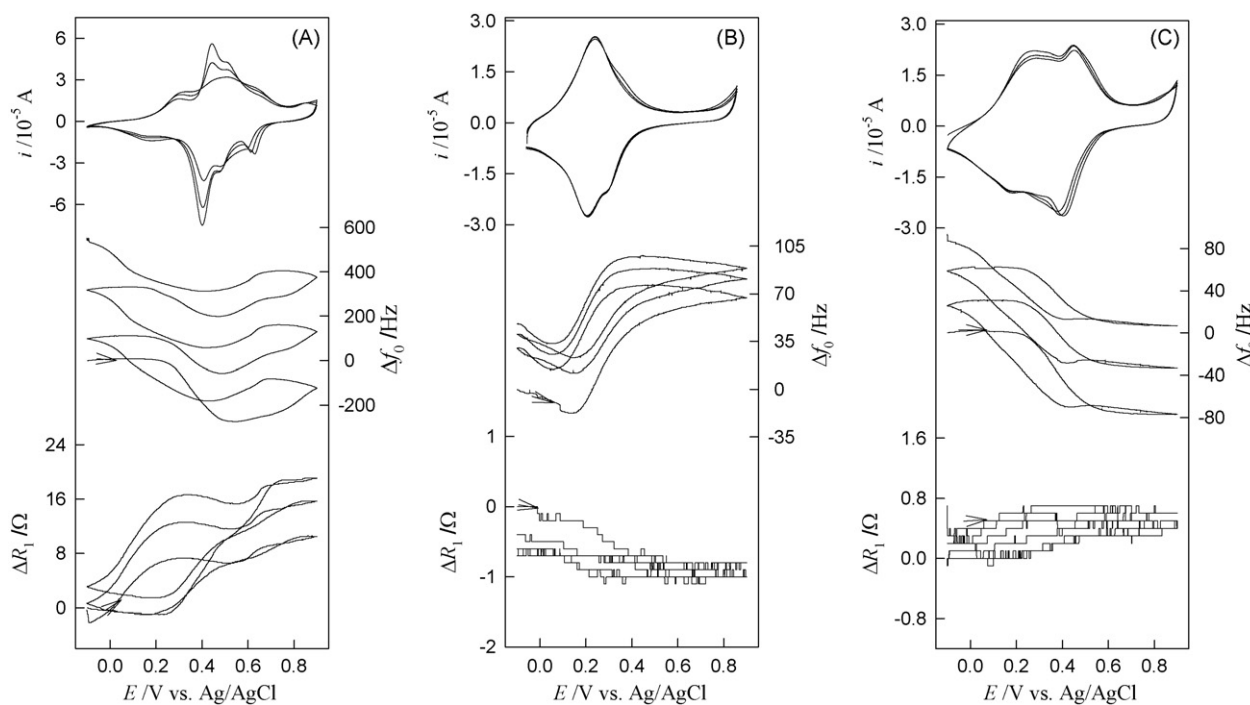 (A)
6
3
0
-3
-6
i /10⁻⁵ A
600
400
200
0
-200
Δf₀ /Hz
24
16
8
0
ΔR₁ /Ω
0.0 0.2 0.4 0.6 0.8
E /V vs. Ag/AgCl
(B)
3.0
1.5
0.0
-1.5
-3.0
i /10⁻⁵ A
105
70
35
0
-35
Δf₀ /Hz
1
0
-1
-2
ΔR₁ /Ω
0.0 0.2 0.4 0.6 0.8
E /V vs. Ag/AgCl
(C)
3.0
1.5
0.0
-1.5
-3.0
i /10⁻⁵ A
80
40
0
-40
-80
Δf₀ /Hz
1.6
0.8
0.0
-0.8
ΔR₁ /Ω
0.0 0.2 0.4 0.6 0.8
E /V vs. Ag/AgCl